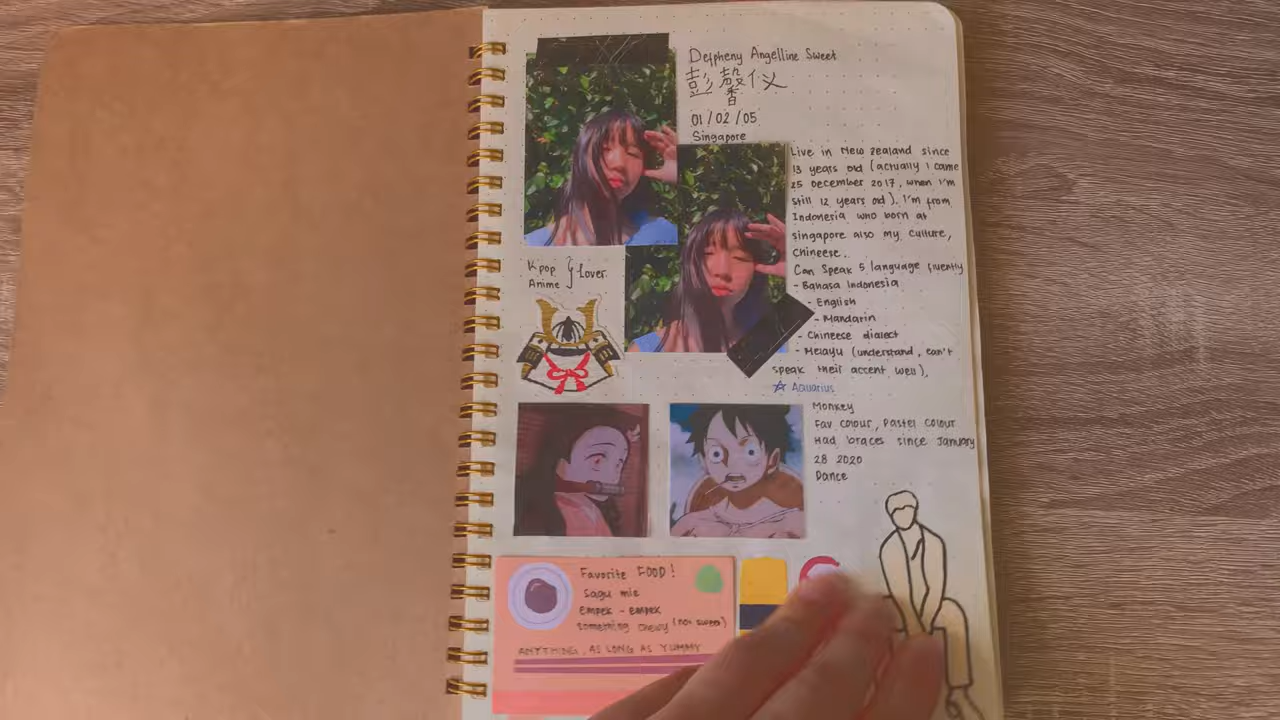 Delpheny Angelline Sweet
彭馨仪
01/02/05
Singapore
Live in New zealand since
13 years old (actually I came
25 December 2017, when I'm
still 12 years old). I'm from
Indonesia who born at
singapore also my culture,
Chineese..
Can Speak 5 language fluently
- Bahasa Indonesia
- English
- Mandarin
- Chineese dialect
- Melayu (understand, can't
speak their accent well),
Aquarius
Kpop
Anime
Lover
Monkey
Fav colour, Pastel colour
Had braces since January
28 2020
Dance
Favorite FOOD!
Sagu mie
Empek - Empek
Something chewy (not sweet)
ANYTHING, AS LONG AS YUMMY